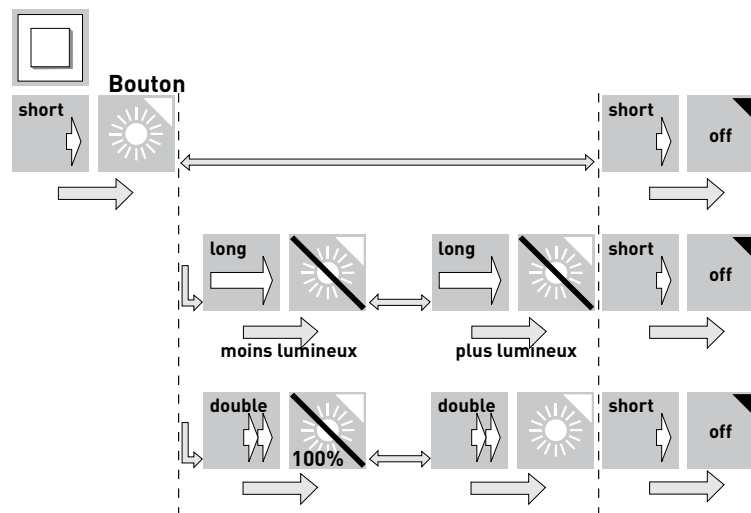 Bouton
short
short
off
long
long
short
off
moins lumineux
plus lumineux
double
double
short
off
100%